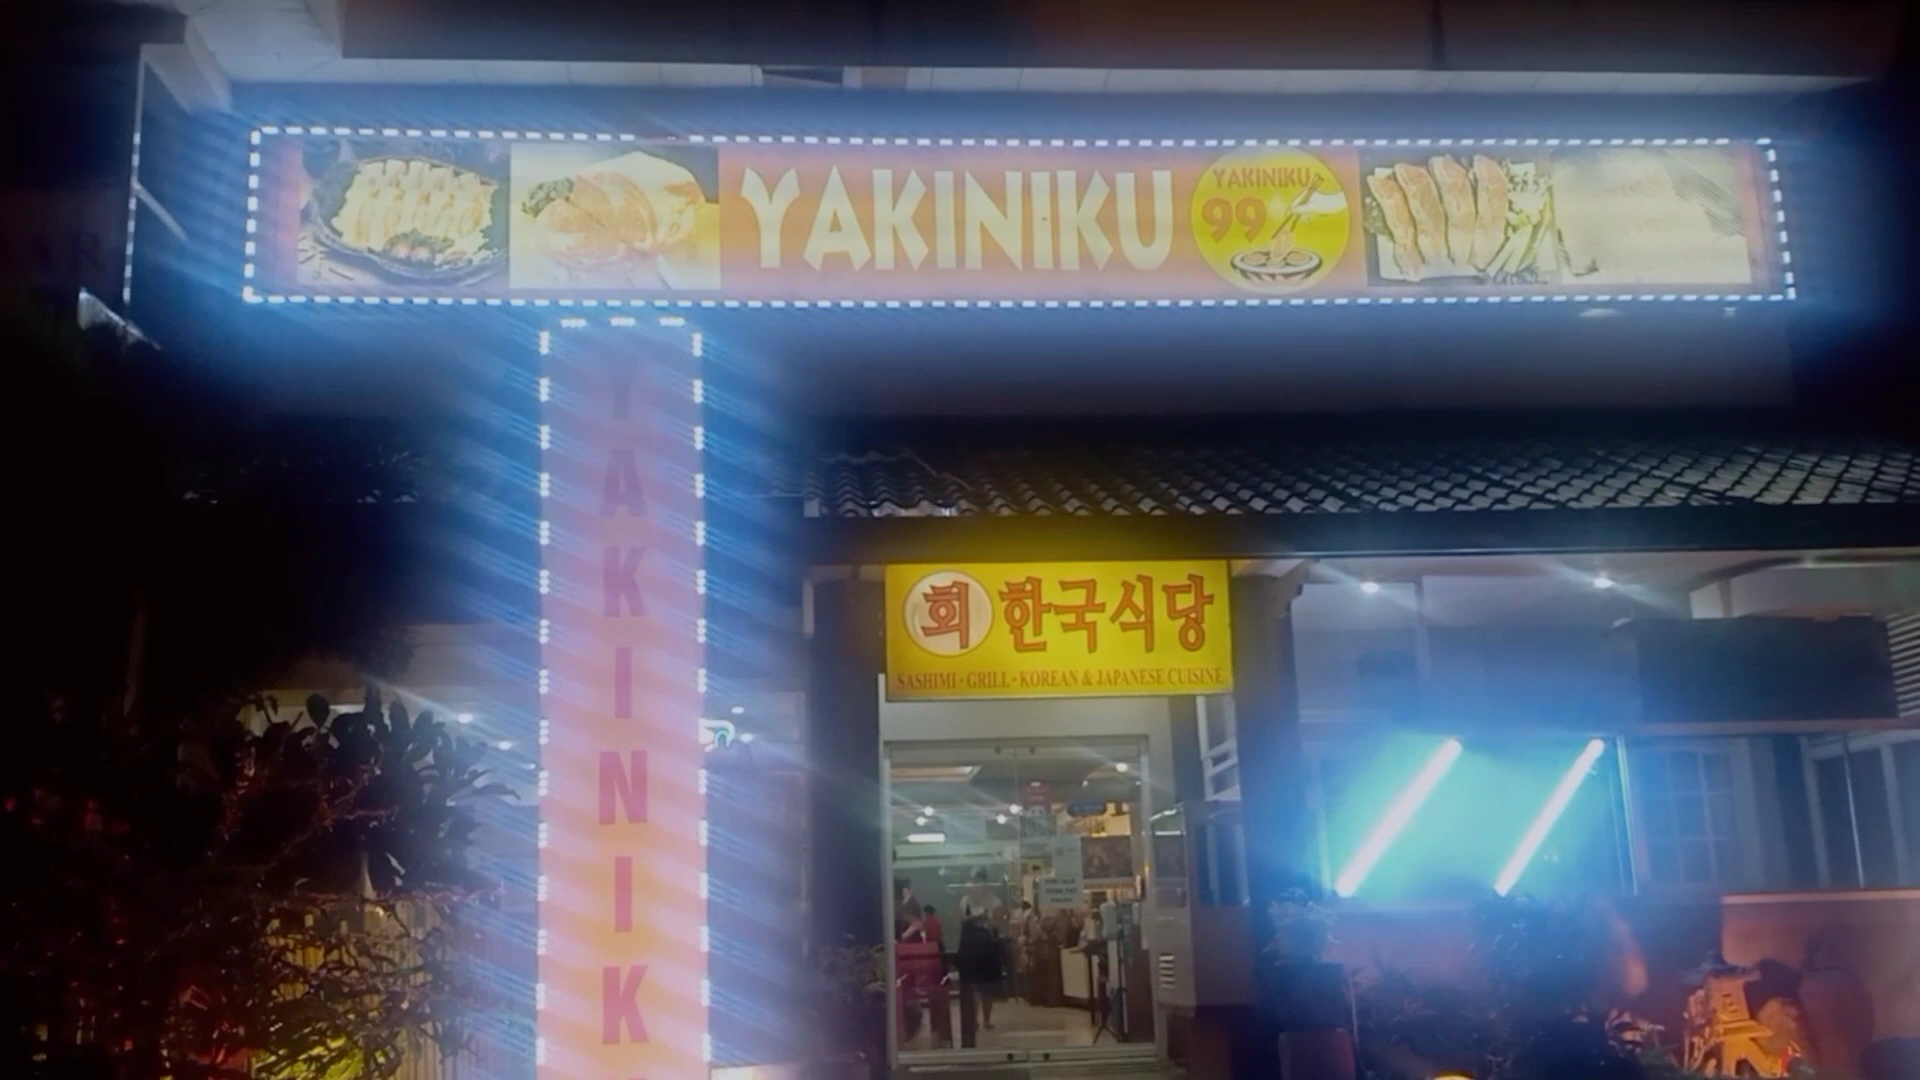 YAKINIKU
YAKINIKU
99
YAKINIK
회 한국식당
SASHIMI · GRILL · KOREAN & JAPANESE CUISINE